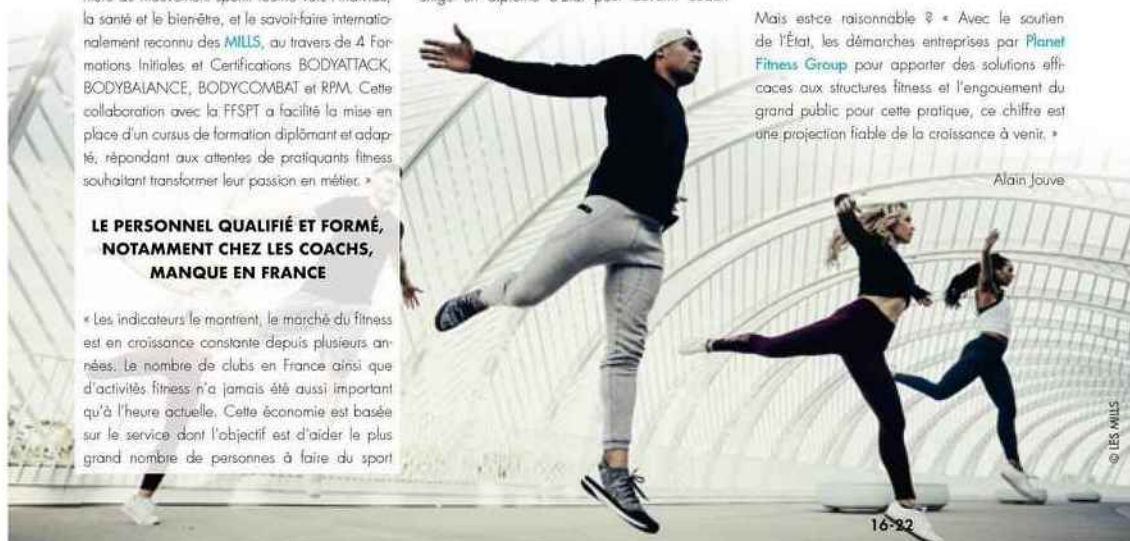 la santé et le bien-être, et le savoir-faire internatio-
nalement reconnu des MILLS, au travers de 4 For-
mations Initiales et Certifications BODYATTACK,
BODYBALANCE, BODYCOMBAT et RPM. Cette
collaboration avec la FFSPT a facilité la mise en
place d'un cursus de formation diplômant et adap-
té, répondant aux attentes de pratiquants fitness
souhaitant transformer leur passion en métier. »
LE PERSONNEL QUALIFIÉ ET FORMÉ,
NOTAMMENT CHEZ LES COACHS,
MANQUE EN FRANCE
« Les indicateurs le montrent, le marché du fitness
est en croissance constante depuis plusieurs an-
nées. Le nombre de clubs en France ainsi que
d'activités fitness n'a jamais été aussi important
qu'à l'heure actuelle. Cette économie est basée
sur le service dont l'objectif est d'aider le plus
grand nombre de personnes à faire du sport
Mais est-ce raisonnable ? « Avec le soutien
de l'État, les démarches entreprises par Planet
Fitness Group pour apporter des solutions effi-
caces aux structures fitness et l'engouement du
grand public pour cette pratique, ce chiffre est
une projection fiable de la croissance à venir. »
Alain Jouve
© LES MILLS
16-22